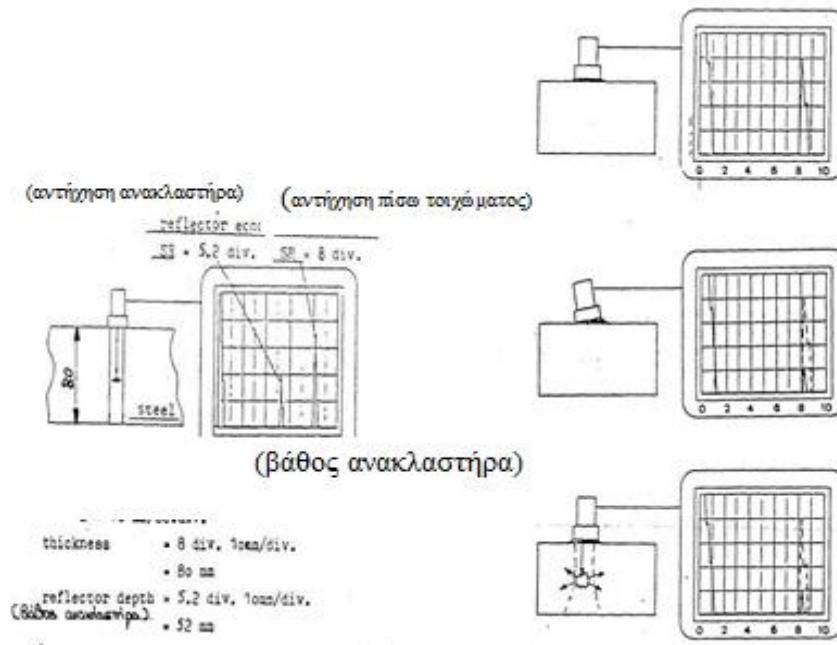 0 2 4 6 8 10
(αντήχηση ανακλαστήρα) (αντήχηση πίσω τοιχώματος)
reflector
SR = 5.2 div. SR = 8 div.
80
steel
0 2 4 6 8 10
(βάθος ανακλαστήρα)
thickness = 8 div. 10mm/div.
= 80 mm
reflector depth = 5.2 div. 10mm/div.
(βάθος ανακλαστήρα)
= 52 mm
0 2 4 6 8 10